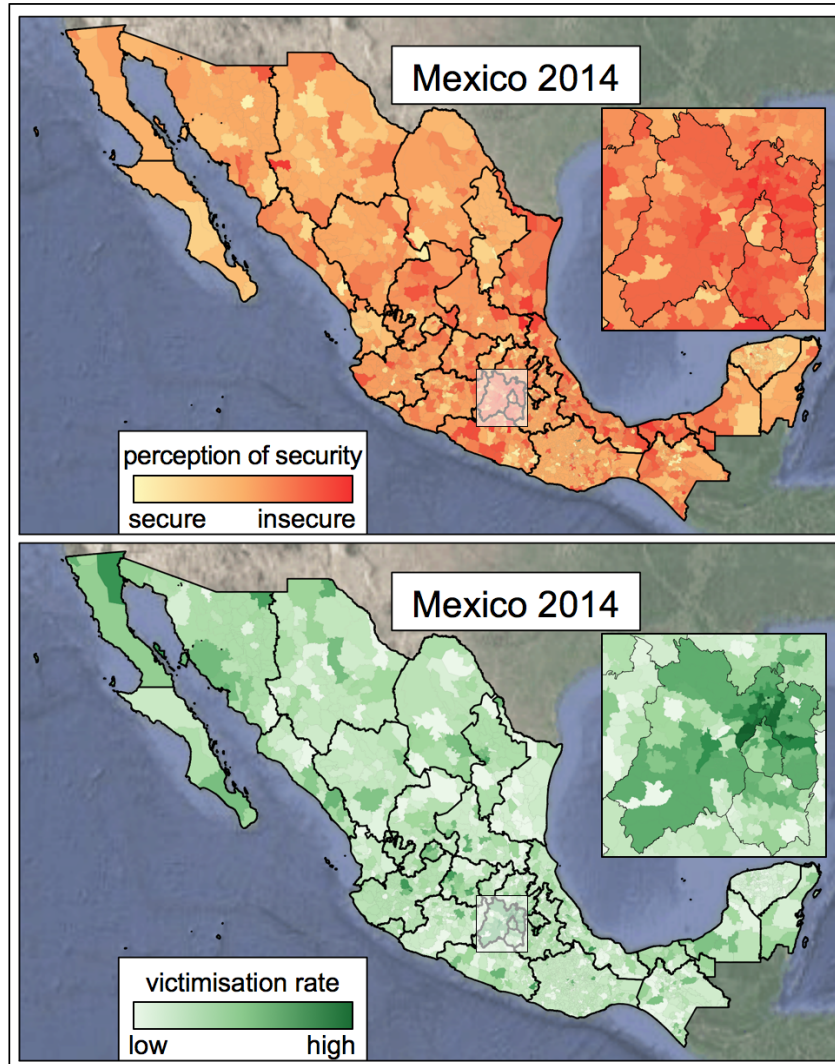 Mexico 2014
perception of security
secure insecure
Mexico 2014
victimisation rate
low high